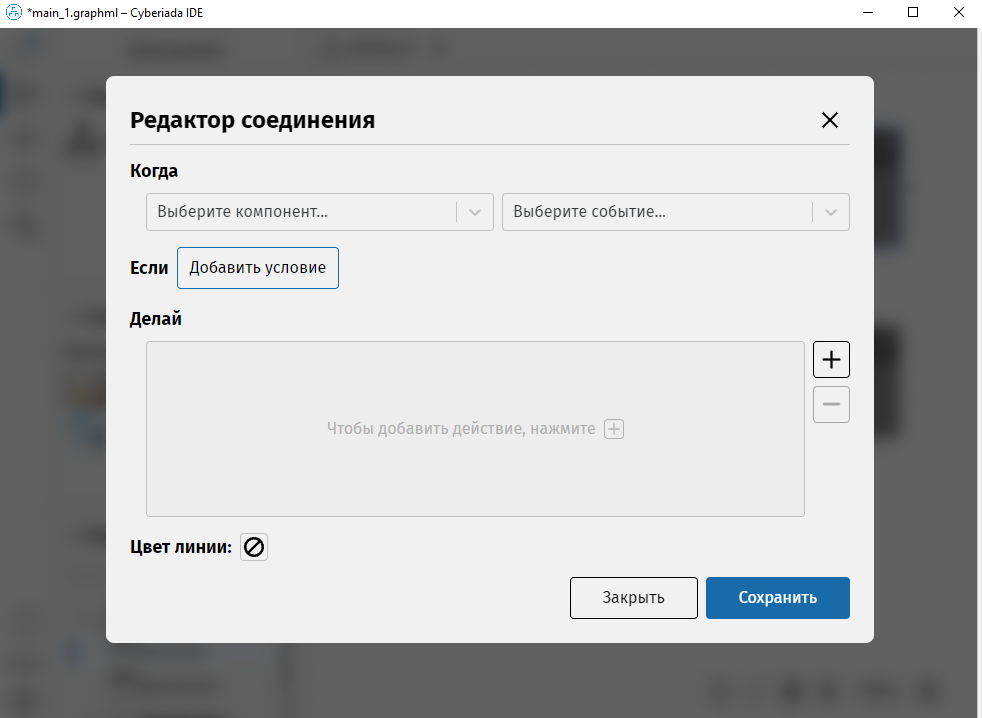 *main_1.graphml – Cyberiada IDE
Редактор соединения
Когда
Выберите компонент... Выберите событие...
Если Добавить условие
Делай
Чтобы добавить действие, нажмите
Цвет линии:
Закрыть Сохранить